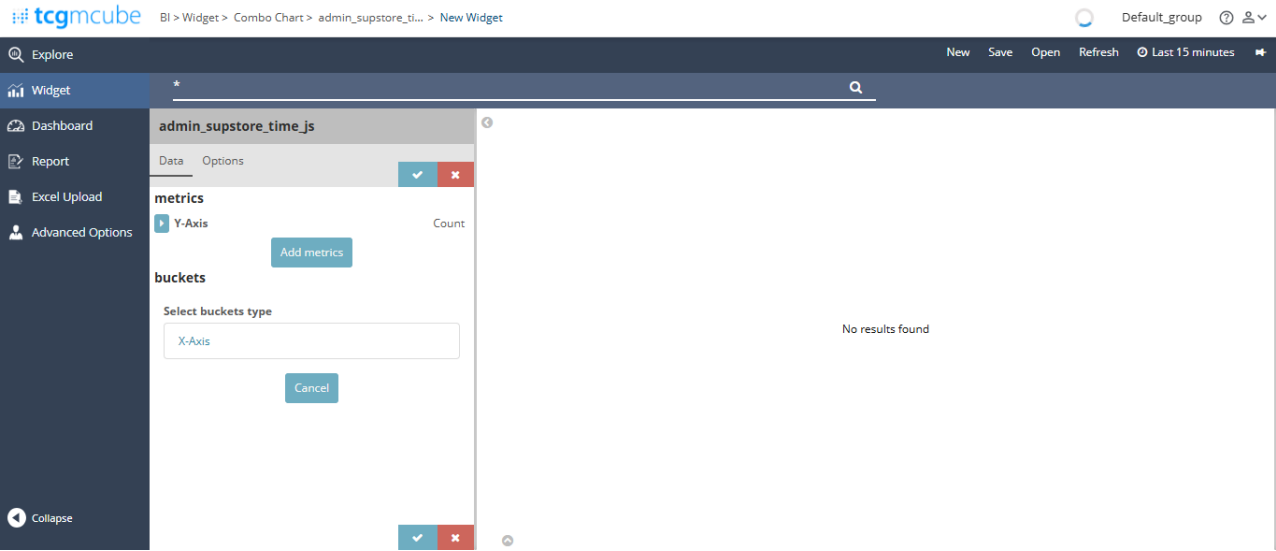 tcgmcube
BI > Widget > Combo Chart > admin_supstore_ti... > New Widget
Default_group
Explore
New Save Open Refresh Last 15 minutes
Widget
*
Dashboard
admin_supstore_time_js
Report
Data Options
Excel Upload
metrics
Y-Axis Count
Advanced Options
Add metrics
buckets
Select buckets type
X-Axis
No results found
Cancel
Collapse